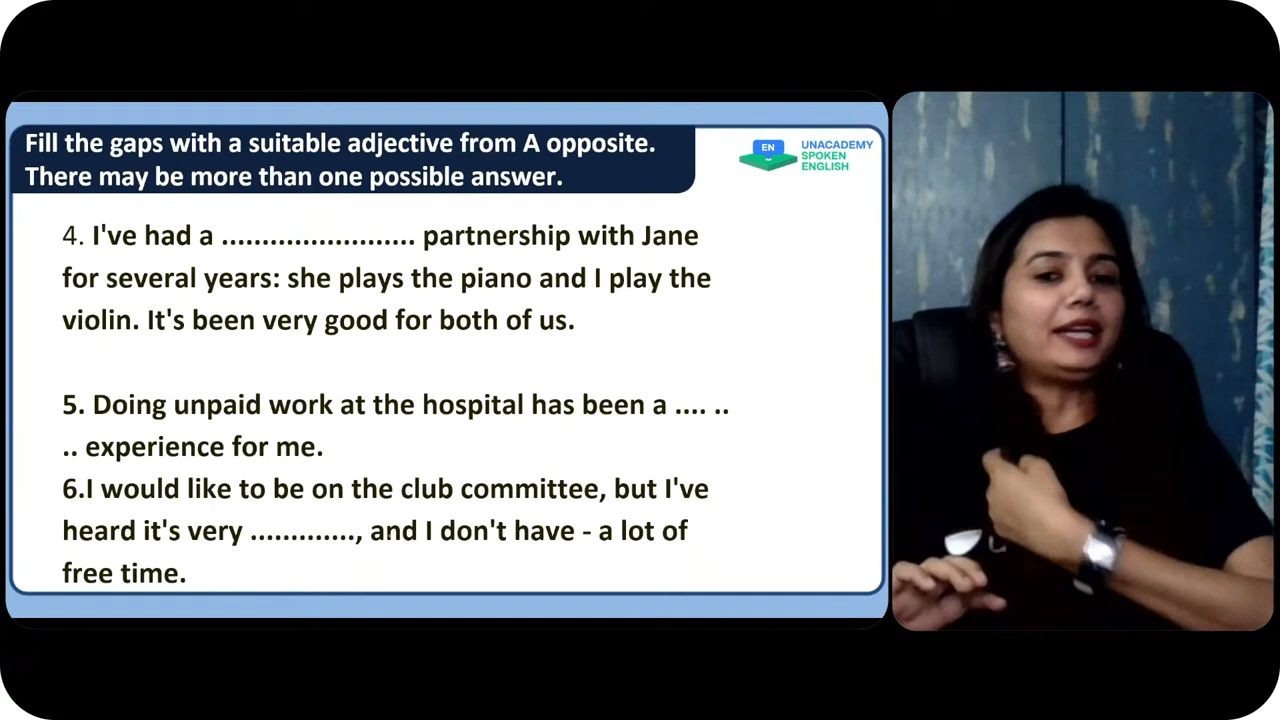 Fill the gaps with a suitable adjective from A opposite.
There may be more than one possible answer.
EN
UNACADEMY
SPOKEN
ENGLISH
4. I've had a ........................ partnership with Jane
for several years: she plays the piano and I play the
violin. It's been very good for both of us.
5. Doing unpaid work at the hospital has been a .... ..
.. experience for me.
6.I would like to be on the club committee, but I've
heard it's very ............., and I don't have - a lot of
free time.